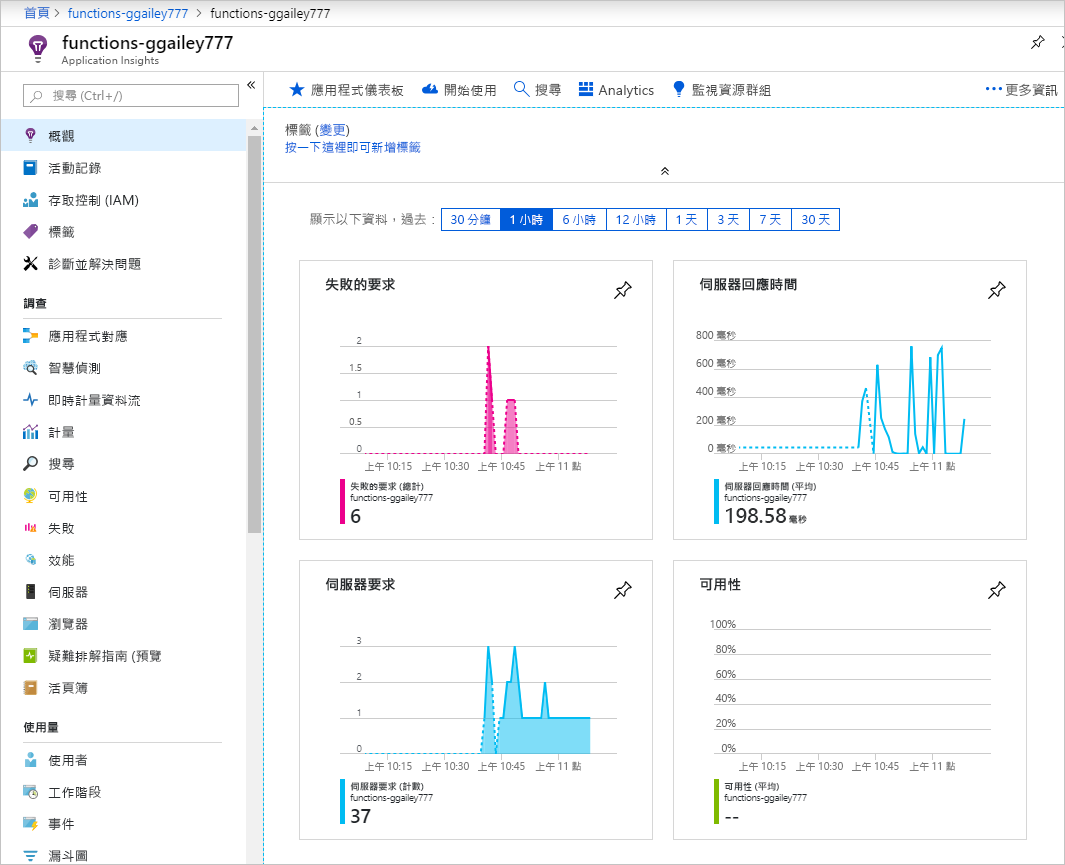 首頁 > functions-ggailey777 > functions-ggailey777
functions-ggailey777
Application Insights
搜尋 (Ctrl+/)
概觀
活動記錄
存取控制 (IAM)
標籤
診斷並解決問題
調查
應用程式對應
智慧偵測
即時計量資料流
計量
搜尋
可用性
失敗
效能
伺服器
瀏覽器
疑難排解指南 (預覽
活頁簿
使用量
使用者
工作階段
事件
漏斗圖
應用程式儀表板 開始使用 搜尋 Analytics 監視資源群組 更多資訊
標籤 (變更)
按一下這裡即可新增標籤
顯示以下資料，過去： 30 分鐘 1 小時 6 小時 12 小時 1 天 3 天 7 天 30 天
失敗的要求
2
1.5
1
0.5
0
上午 10:15 上午 10:30 上午 10:45 上午 11 點
失敗的要求 (總計)
functions-ggailey777
6
伺服器回應時間
800 毫秒
600 毫秒
400 毫秒
200 毫秒
0 毫秒
上午 10:15 上午 10:30 上午 10:45 上午 11 點
伺服器回應時間 (平均)
functions-ggailey777
198.58 毫秒
伺服器要求
3
2
1
0
上午 10:15 上午 10:30 上午 10:45 上午 11 點
伺服器要求 (計數)
functions-ggailey777
37
可用性
100%
80%
60%
40%
20%
0%
上午 10:15 上午 10:30 上午 10:45 上午 11 點
可用性 (平均)
functions-ggailey777
--